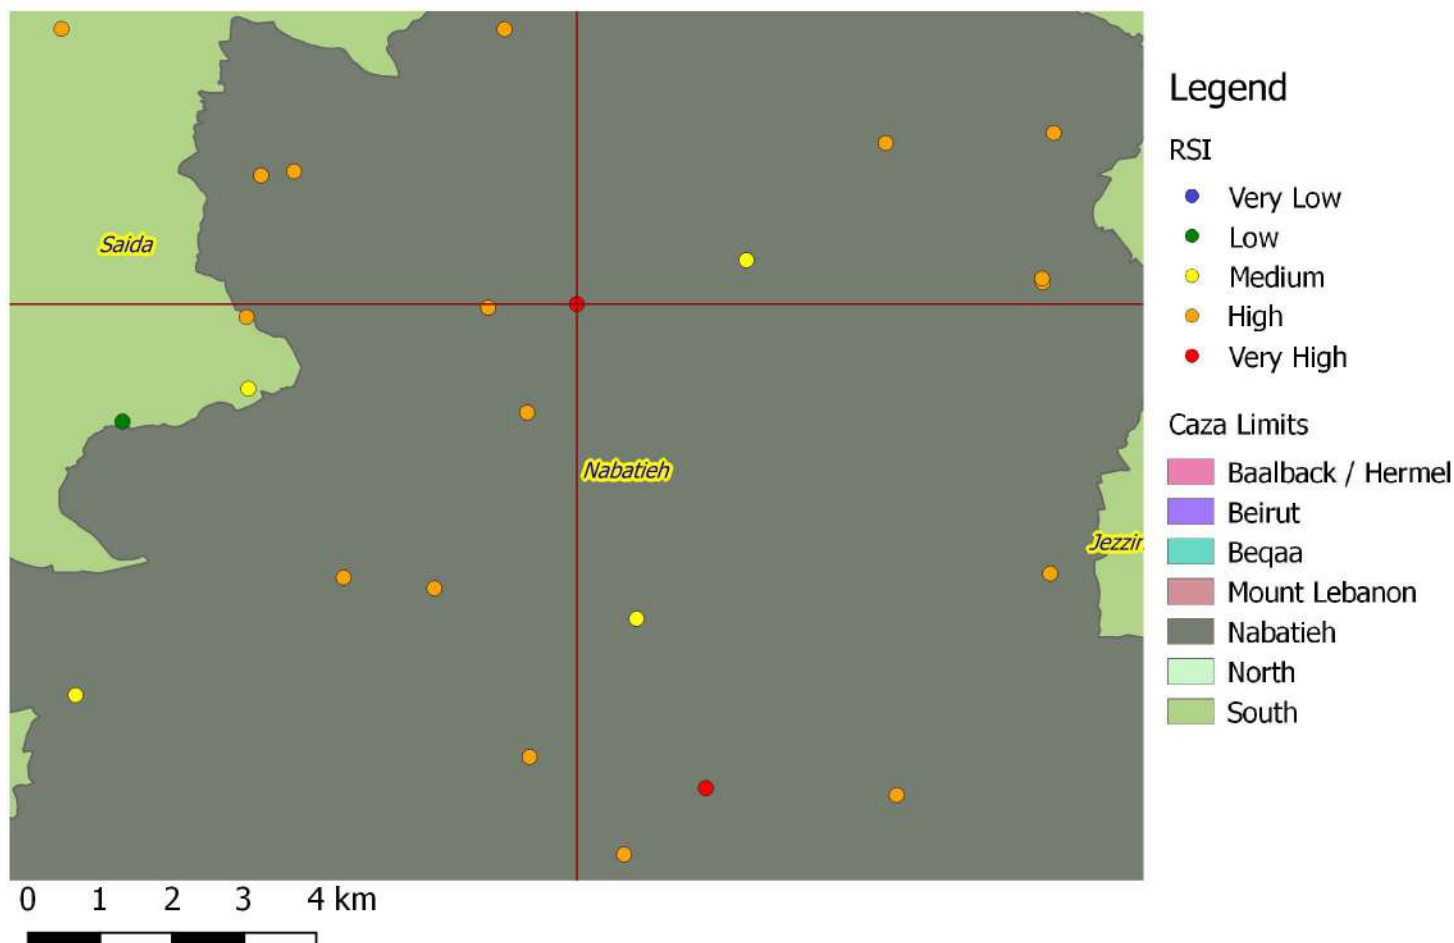 Saida
Nabatieh
Jezzin
Legend
RSI
Very Low
Low
Medium
High
Very High
Caza Limits
Baalback / Hermel
Beirut
Beqaa
Mount Lebanon
Nabatieh
North
South
0 1 2 3 4 km